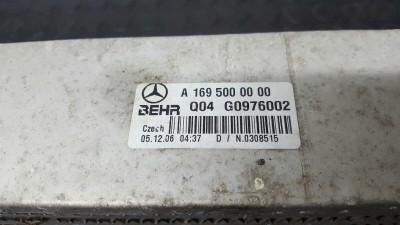 A 169 500 00 00
BEHR Q04 G0976002
Czech
05.12.06 04:37 D / N.0308515